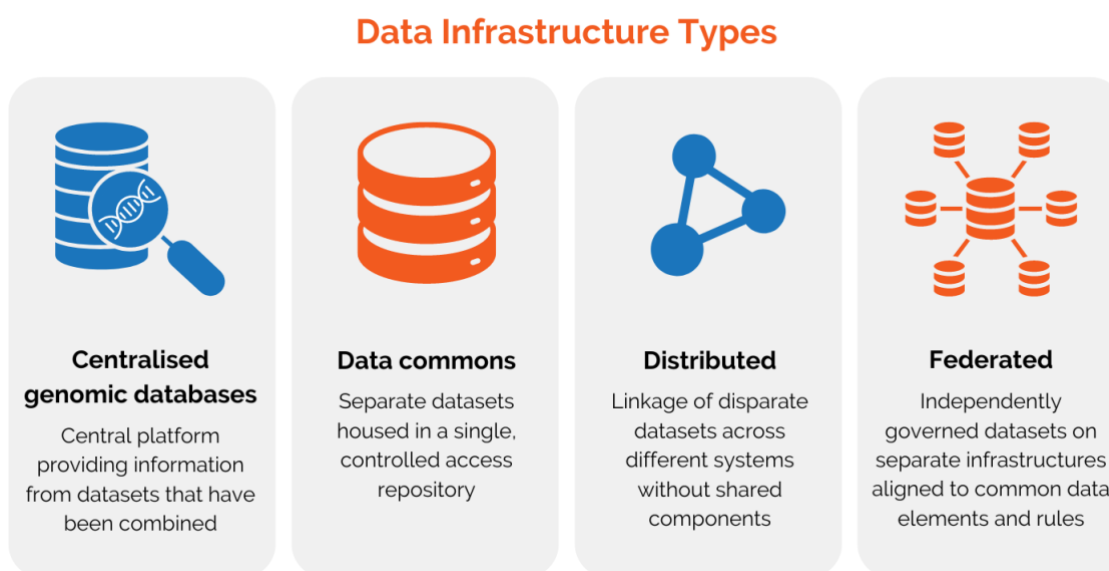 Data Infrastructure Types
Centralised
genomic databases
Central platform
providing information
from datasets that have
been combined
Data commons
Separate datasets
housed in a single,
controlled access
repository
Distributed
Linkage of disparate
datasets across
different systems
without shared
components
Federated
Independently
governed datasets on
separate infrastructures
aligned to common data
elements and rules